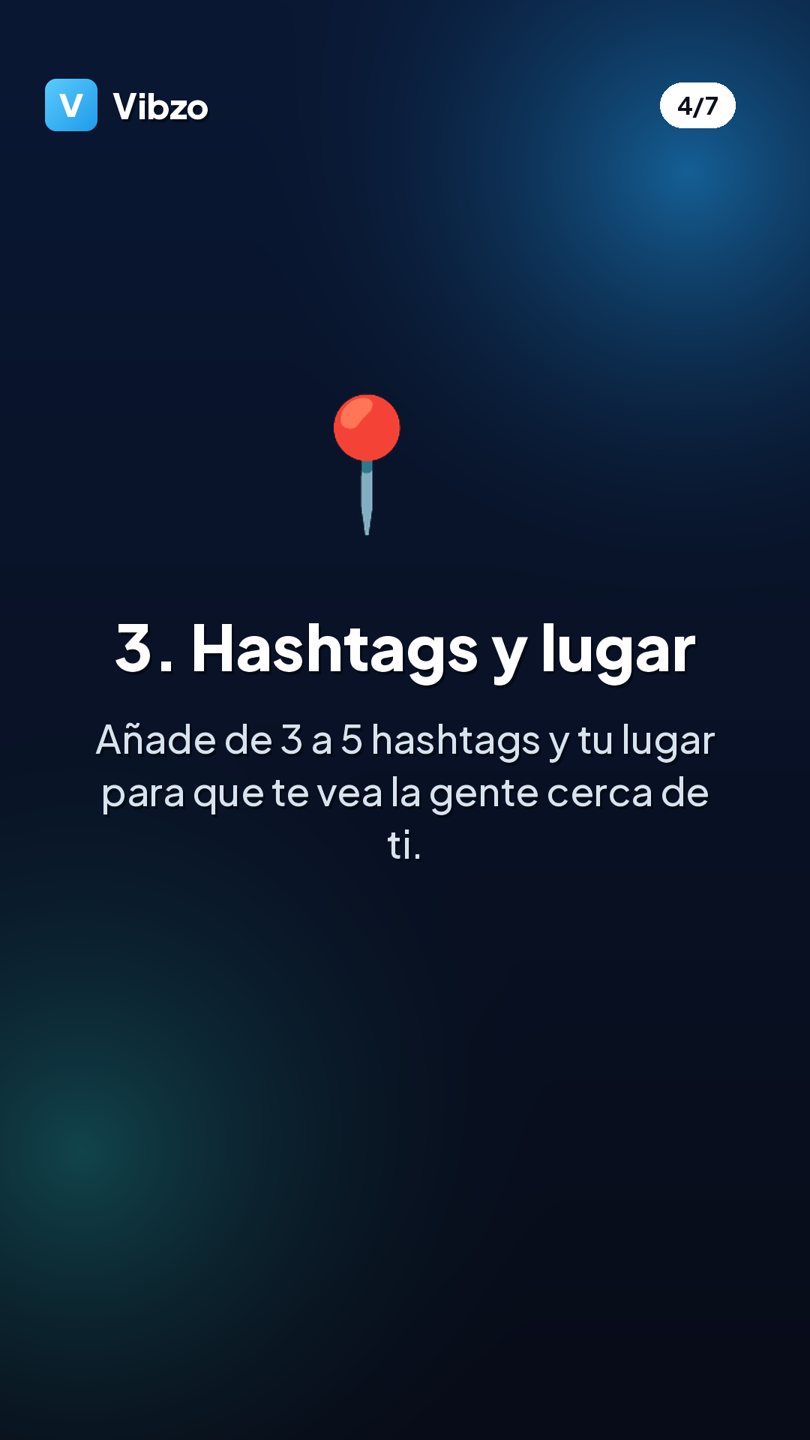 V Vibzo
4/7
3. Hashtags y lugar
Añade de 3 a 5 hashtags y tu lugar
para que te vea la gente cerca de
ti.